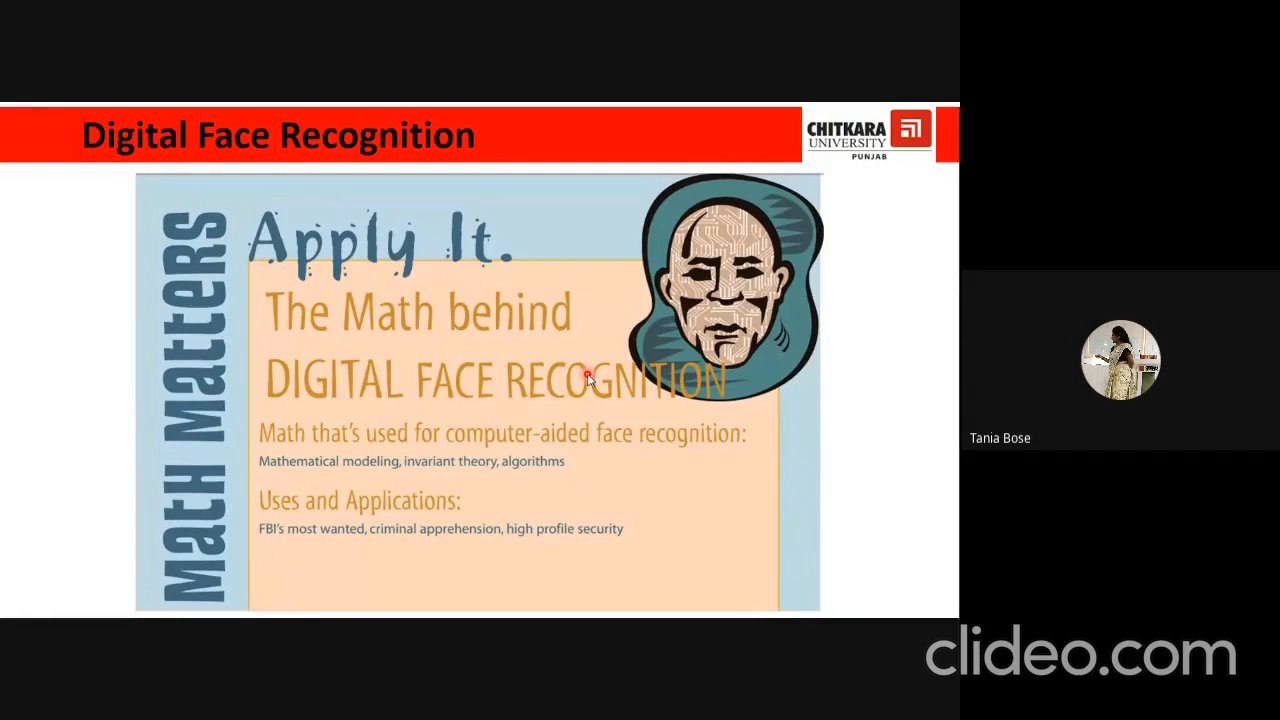 Digital Face Recognition
CHITKARA
UNIVERSITY
PUNJAB
Math Matters
Apply It.
The Math behind
DIGITAL FACE RECOGNITION
Math that's used for computer-aided face recognition:
Mathematical modeling, invariant theory, algorithms
Uses and Applications:
FBI's most wanted, criminal apprehension, high profile security
Tania Bose
clideo.com